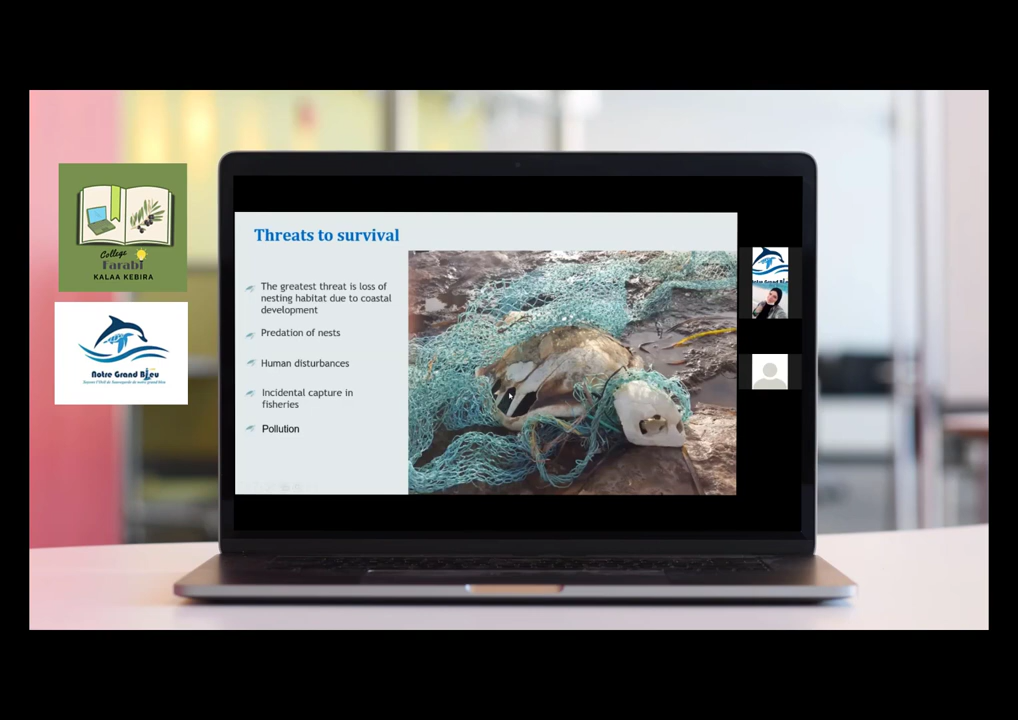 College
Farabi
KALAA KEBIRA
Notre Grand Bleu
Threats to survival
The greatest threat is loss of
nesting habitat due to coastal
development
Predation of nests
Human disturbances
Incidental capture in
fisheries
Pollution